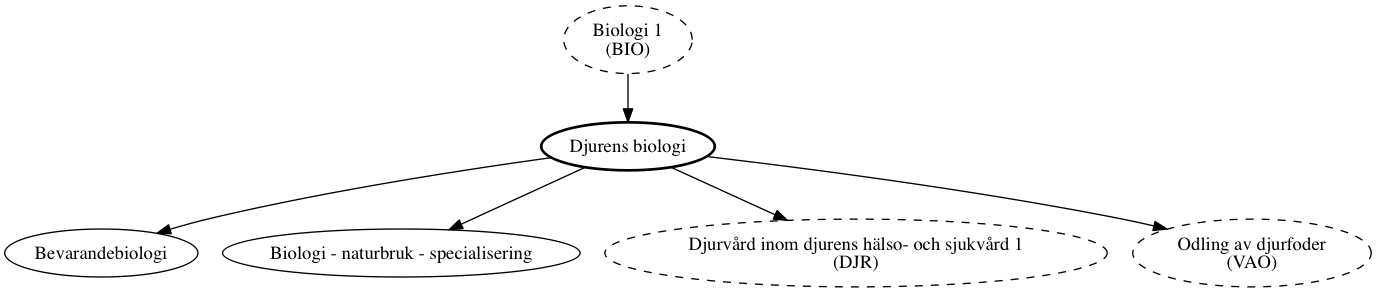 Biologi 1
(BIO)
Djurens biologi
Bevarandebiologi
Biologi - naturbruk - specialisering
Djurvård inom djurens hälso- och sjukvård 1
(DJR)
Odling av djurfoder
(VAO)